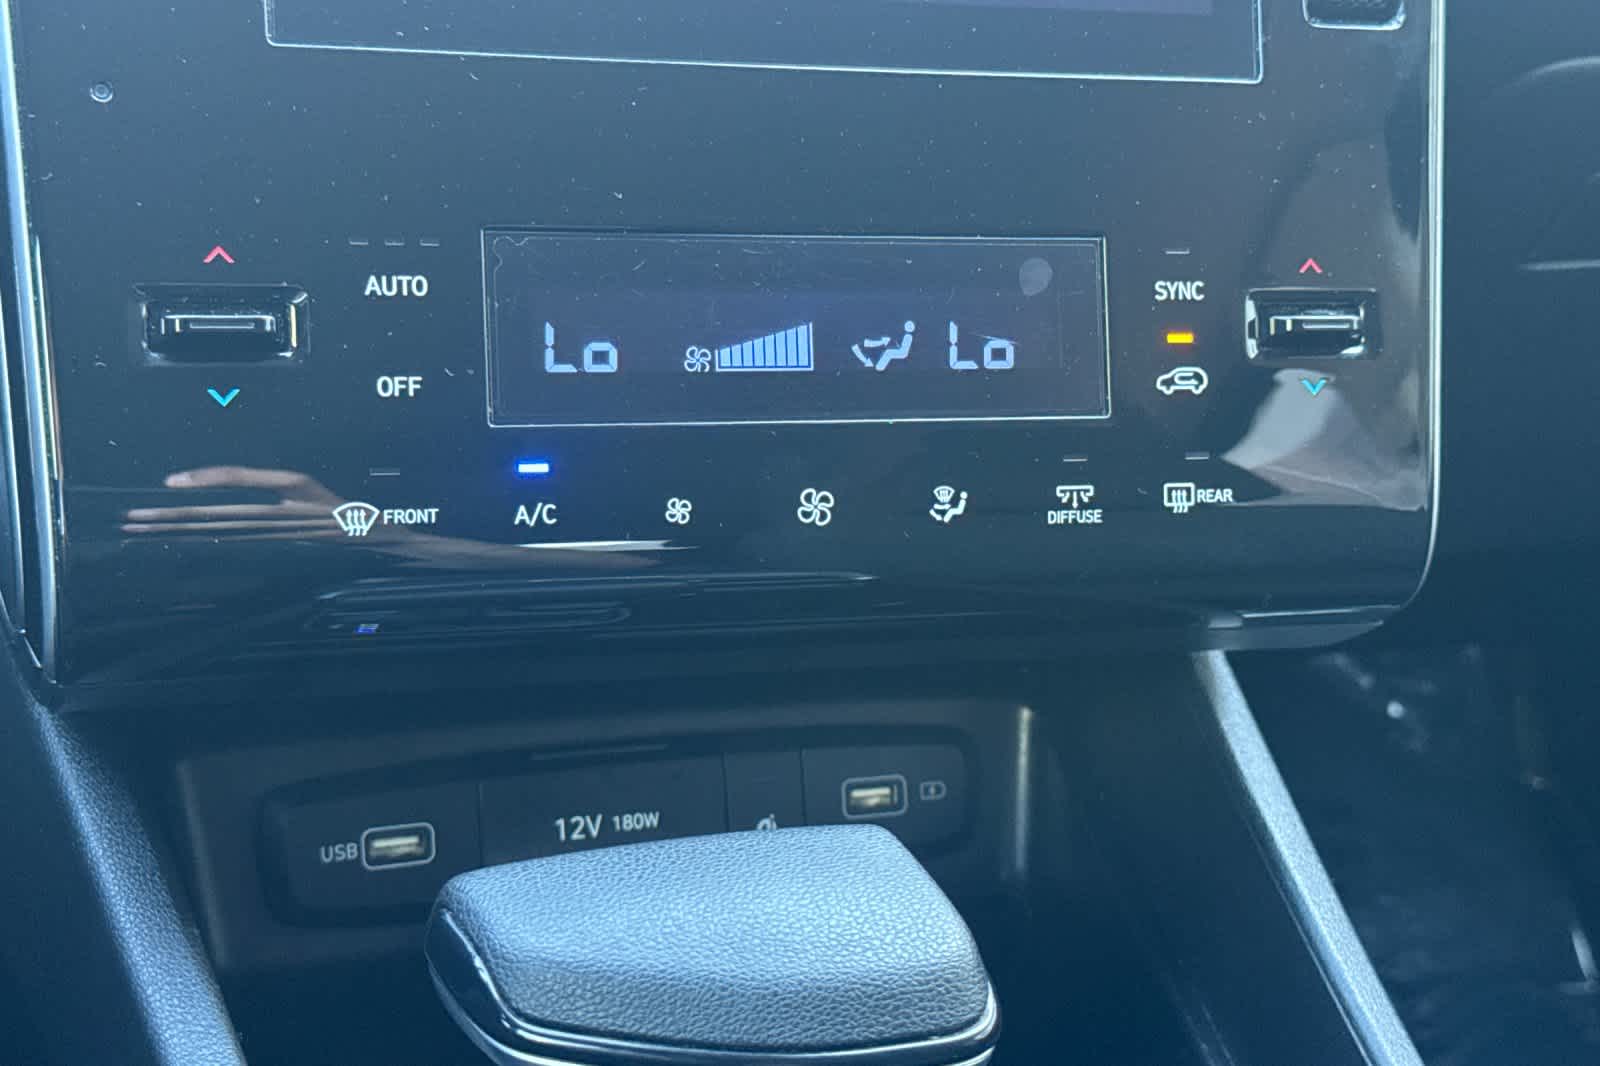 AUTO
SYNC
Lo Lo
OFF
FRONT
A/C
DIFFUSE
REAR
USB
12V 180W